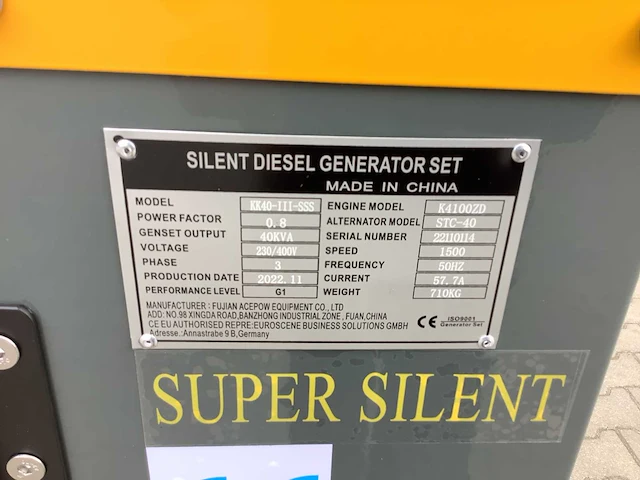 SILENT DIESEL GENERATOR SET
MADE IN CHINA
MODEL KK40-III-SSS ENGINE MODEL K4100ZD
POWER FACTOR 0.8 ALTERNATOR MODEL STC-40
GENSET OUTPUT 40KVA SERIAL NUMBER 22110114
VOLTAGE 230/400V SPEED 1500
PHASE 3 FREQUENCY 50HZ
PRODUCTION DATE 2022.11 CURRENT 57.7A
PERFORMANCE LEVEL G1 WEIGHT 710KG
MANUFACTURER : FUJIAN ACEPOW EQUIPMENT CO., LTD
ADD: NO.98 XINGDA ROAD,BANZHONG INDUSTRIAL ZONE , FUAN,CHINA
CE EU AUTHORISED REPRE:EUROSCENE BUSINESS SOLUTIONS GMBH
Adresse.:Annastrabe 9 B,Germany
CE ISO9001
Generator Set
SUPER SILENT